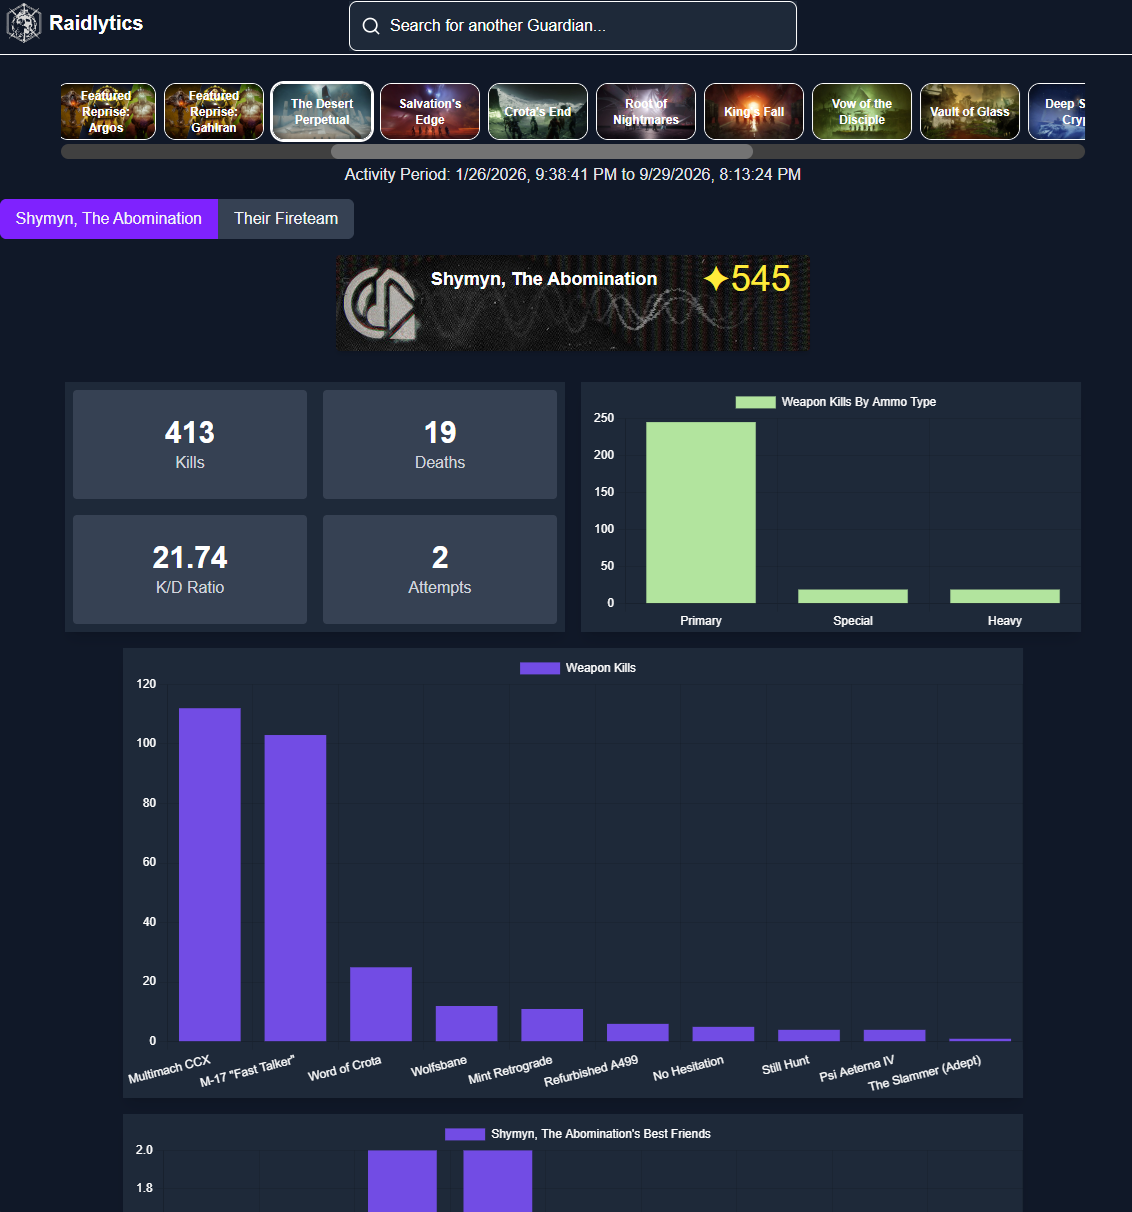 Raidlytics
Search for another Guardian...
Featured Reprise: Argos
Featured Reprise: Gahlran
The Desert Perpetual
Salvation's Edge
Crota's End
Root of Nightmares
King's Fall
Vow of the Disciple
Vault of Glass
Deep S
Cryp
Activity Period: 1/26/2026, 9:38:41 PM to 9/29/2026, 8:13:24 PM
Shymyn, The Abomination
Their Fireteam
Shymyn, The Abomination
✦545
413
Kills
19
Deaths
21.74
K/D Ratio
2
Attempts
Weapon Kills By Ammo Type
250
200
150
100
50
0
Primary
Special
Heavy
Weapon Kills
120
100
80
60
40
20
0
Multimach CCX
M-17 "Fast Talker"
Word of Crota
Wolfsbane
Mint Retrograde
Refurbished A499
No Hesitation
Still Hunt
Psi Aeterna IV
The Slammer (Adept)
Shymyn, The Abomination's Best Friends
2.0
1.8